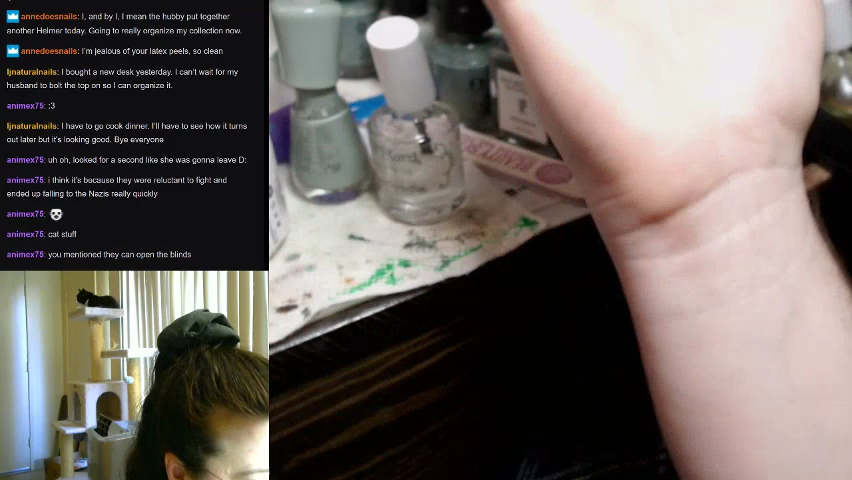 annedoesnails: I, and by I, I mean the hubby put together
another Helmer today. Going to really organize my collection now.
annedoesnails: I'm jealous of your latex peels, so clean
ljnaturalnails: I bought a new desk yesterday. I can't wait for my
husband to bolt the top on so I can organize it.
animex75: :3
ljnaturalnails: I have to go cook dinner. I'll have to see how it turns
out later but it's looking good. Bye everyone
animex75: uh oh, looked for a second like she was gonna leave D:
animex75: i think it's because they were reluctant to fight and
ended up falling to the Nazis really quickly
animex75:
animex75: cat stuff
animex75: you mentioned they can open the blinds